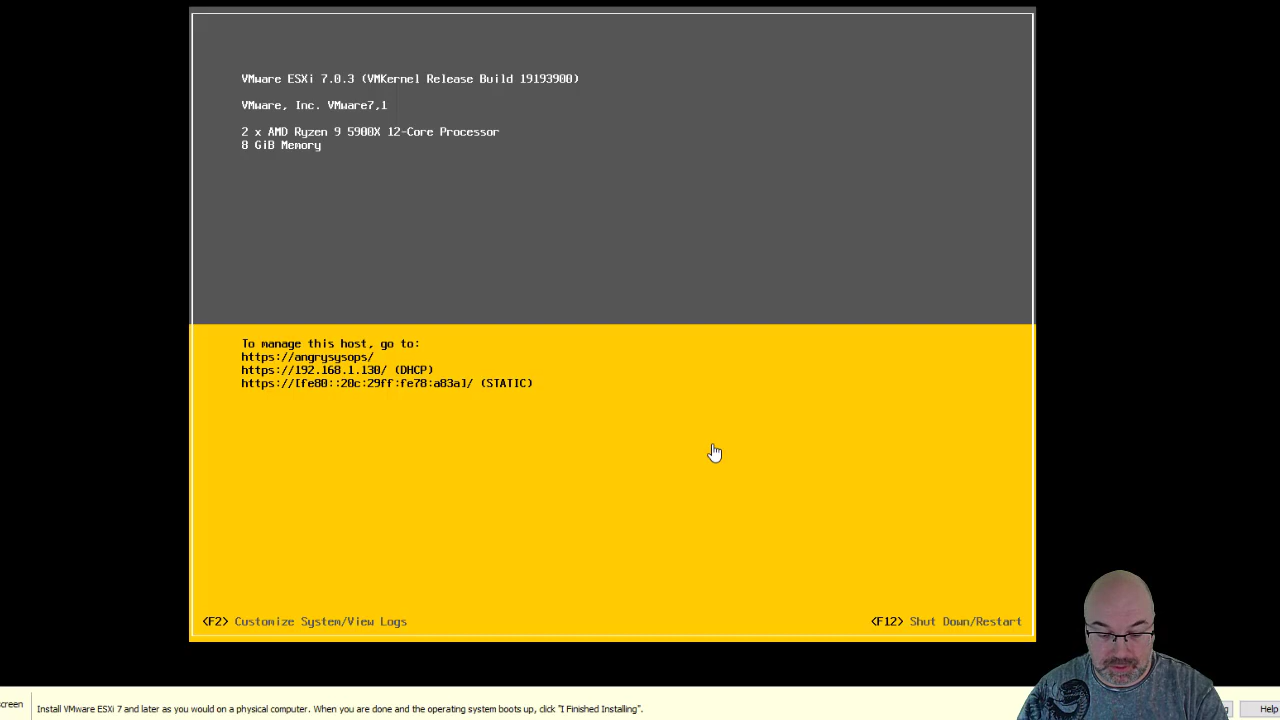 VMware ESXi 7.0.3 (VMKernel Release Build 19193900)
VMware, Inc. VMware7,1
2 x AMD Ryzen 9 5900X 12-Core Processor
8 GiB Memory
To manage this host, go to:
https://angrysysops/
https://192.168.1.130/ (DHCP)
https://[fe80::20c:29ff:fe78:a83a]/ (STATIC)
<F2> Customize System/View Logs
<F12> Shut Down/Restart
Install VMware ESXi 7 and later as you would on a physical computer. When you are done and the operating system boots up, click "I Finished Installing".
Help